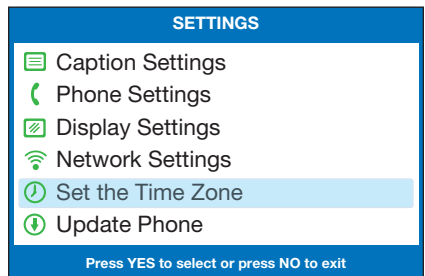 SETTINGS
Caption Settings
Phone Settings
Display Settings
Network Settings
Set the Time Zone
Update Phone
Press YES to select or press NO to exit